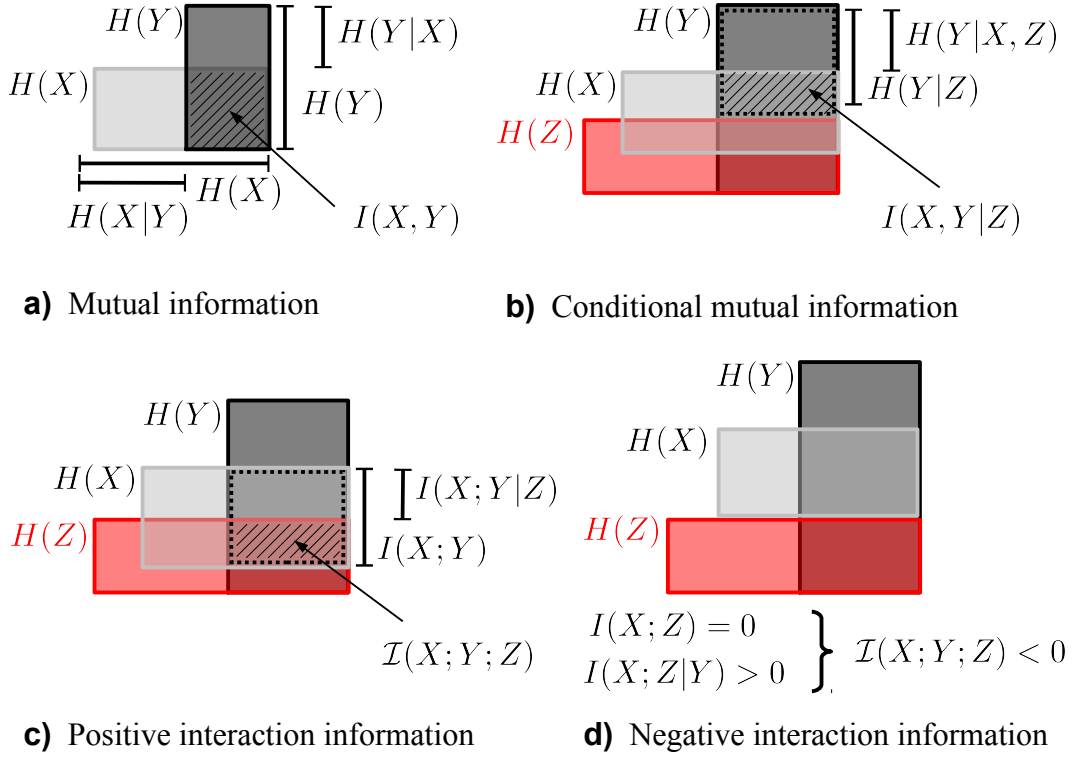 H(Y)
H(Y|X)
H(X)
H(Y)
H(X)
H(X|Y)
I(X,Y)
a) Mutual information
H(Y)
H(Y|X,Z)
H(X)
H(Y|Z)
H(Z)
I(X,Y|Z)
b) Conditional mutual information
H(Y)
H(X)
I(X;Y|Z)
H(Z)
I(X;Y)
ℐ(X;Y;Z)
c) Positive interaction information
H(Y)
H(X)
H(Z)
I(X;Z) = 0
I(X;Z|Y) > 0
} ℐ(X;Y;Z) < 0
d) Negative interaction information